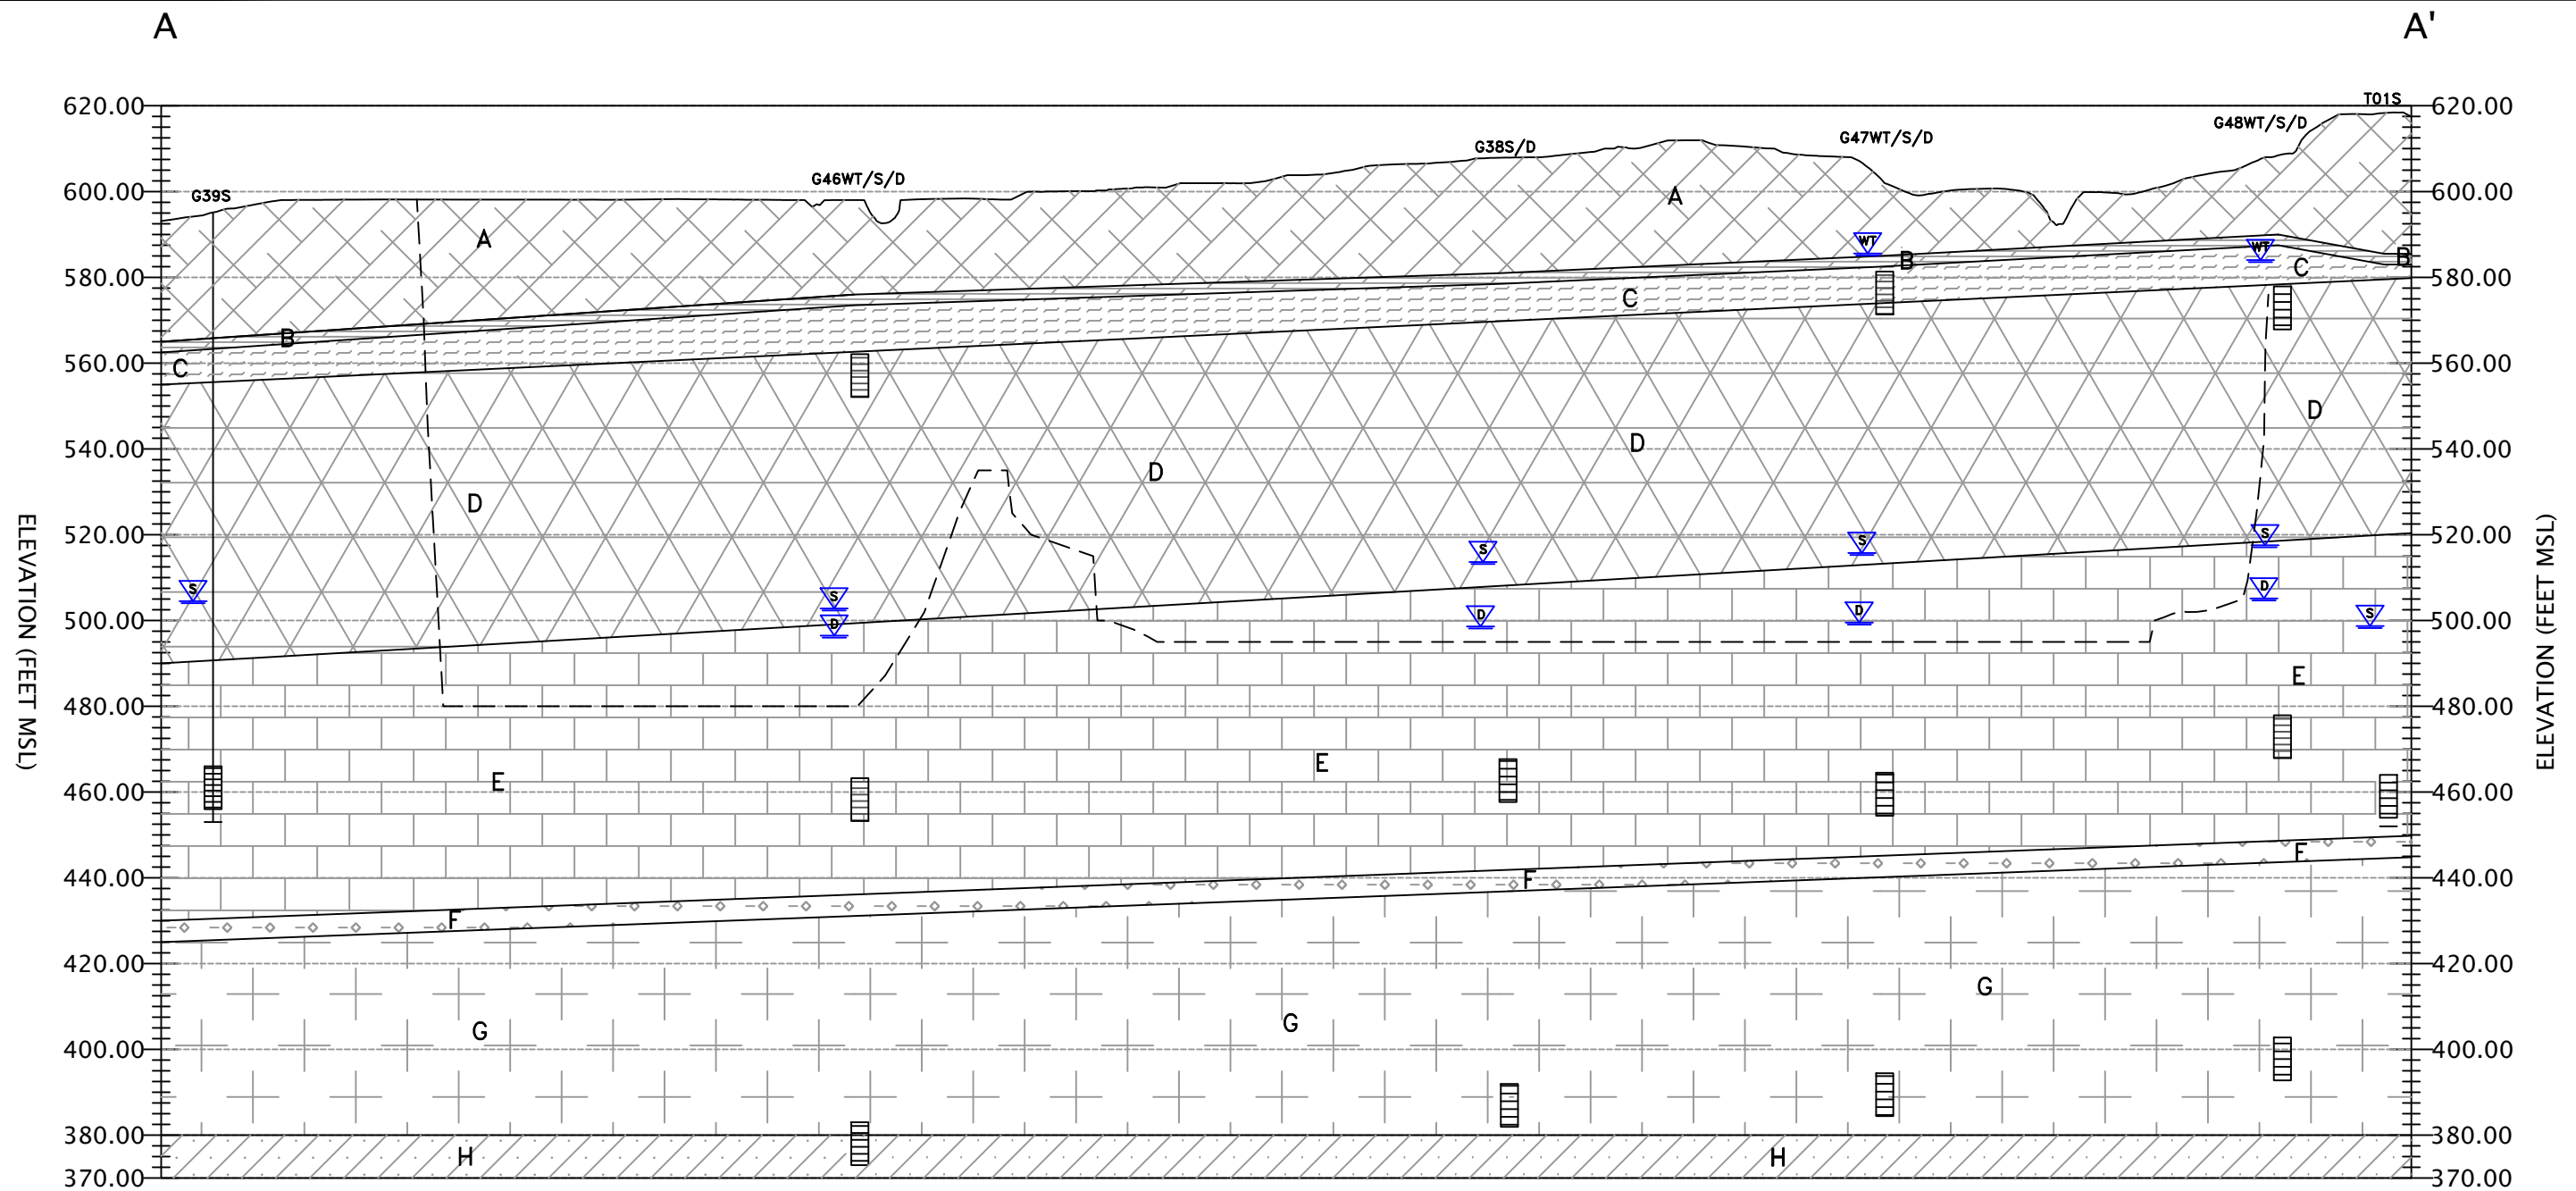 A A'
T01S
620.00 620.00
G48WT/S/D
G47WT/S/D
G38S/D
G46WT/S/D
G39S
600.00 A 600.00
A
WT WT
B B
C
580.00 580.00
C
B
560.00 560.00
C
D
540.00 D 540.00
D
D
520.00 S S S 520.00
ELEVATION (FEET MSL) ELEVATION (FEET MSL)
S S D
500.00 D D D S 500.00
E
480.00 480.00
E
460.00 E 460.00
F
440.00 F 440.00
F
420.00 420.00
G
G G
400.00 400.00
380.00 380.00
H H
370.00 370.00